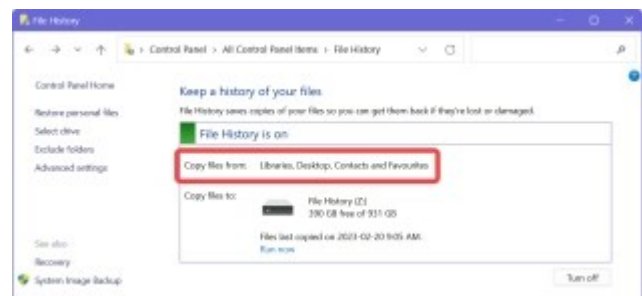 File History
Control Panel > All Control Panel Items > File History
Control Panel Home
Restore personal files
Select drive
Exclude folders
Advanced settings
See also
Recovery
System Image Backup
Keep a history of your files
File History saves copies of your files so you can get them back if they're lost or damaged.
File History is on
Copy files from: Libraries, Desktop, Contacts and Favourites
Copy files to:
File History (Z:)
390 GB free of 931 GB
Files last copied on 2023-02-20 9:05 AM.
Run now
Turn off